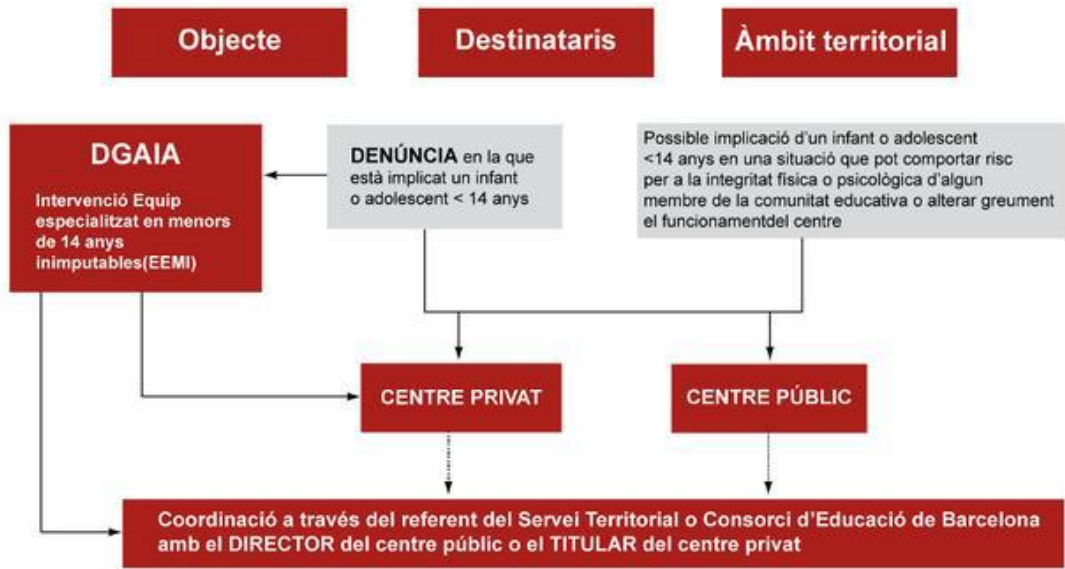 Objecte
Destinataris
Àmbit territorial
DGAIA
Intervenció Equip
especialitzat en menors
de 14 anys
inimputables(EEMI)
DENÚNCIA en la que
està implicat un infant
o adolescent < 14 anys
Possible implicació d'un infant o adolescent
<14 anys en una situació que pot comportar risc
per a la integritat física o psicològica d'algun
membre de la comunitat educativa o alterar greument
el funcionamentdel centre
CENTRE PRIVAT
CENTRE PÚBLIC
Coordinació a través del referent del Servei Territorial o Consorci d'Educació de Barcelona
amb el DIRECTOR del centre públic o el TITULAR del centre privat